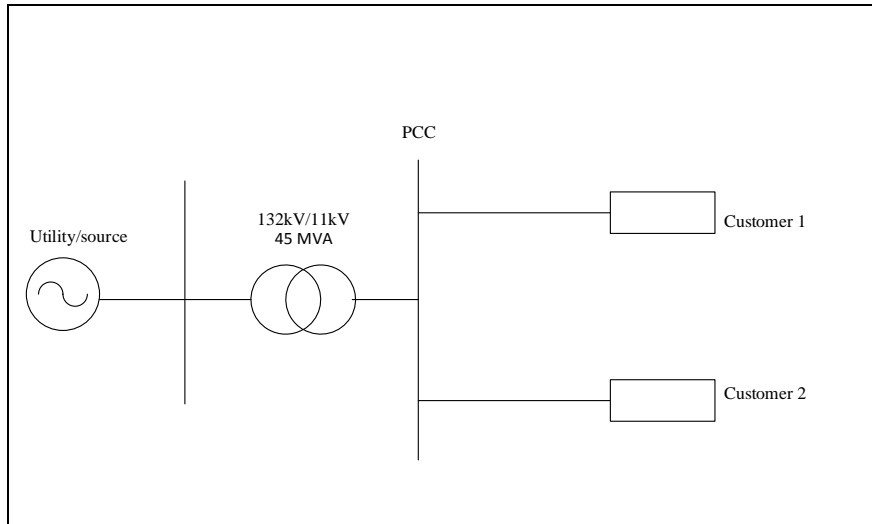 PCC
132kV/11kV
45 MVA
Utility/source
Customer 1
Customer 2